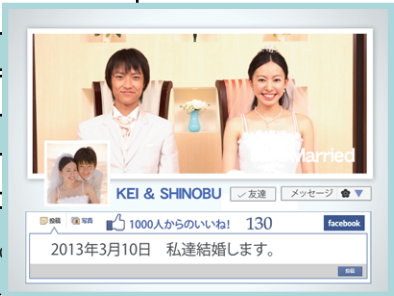 Married
KEI & SHINOBU
✓友達
メッセージ
投稿 写真 1000人からのいいね! 130 facebook
2013年3月10日 私達結婚します。
投稿